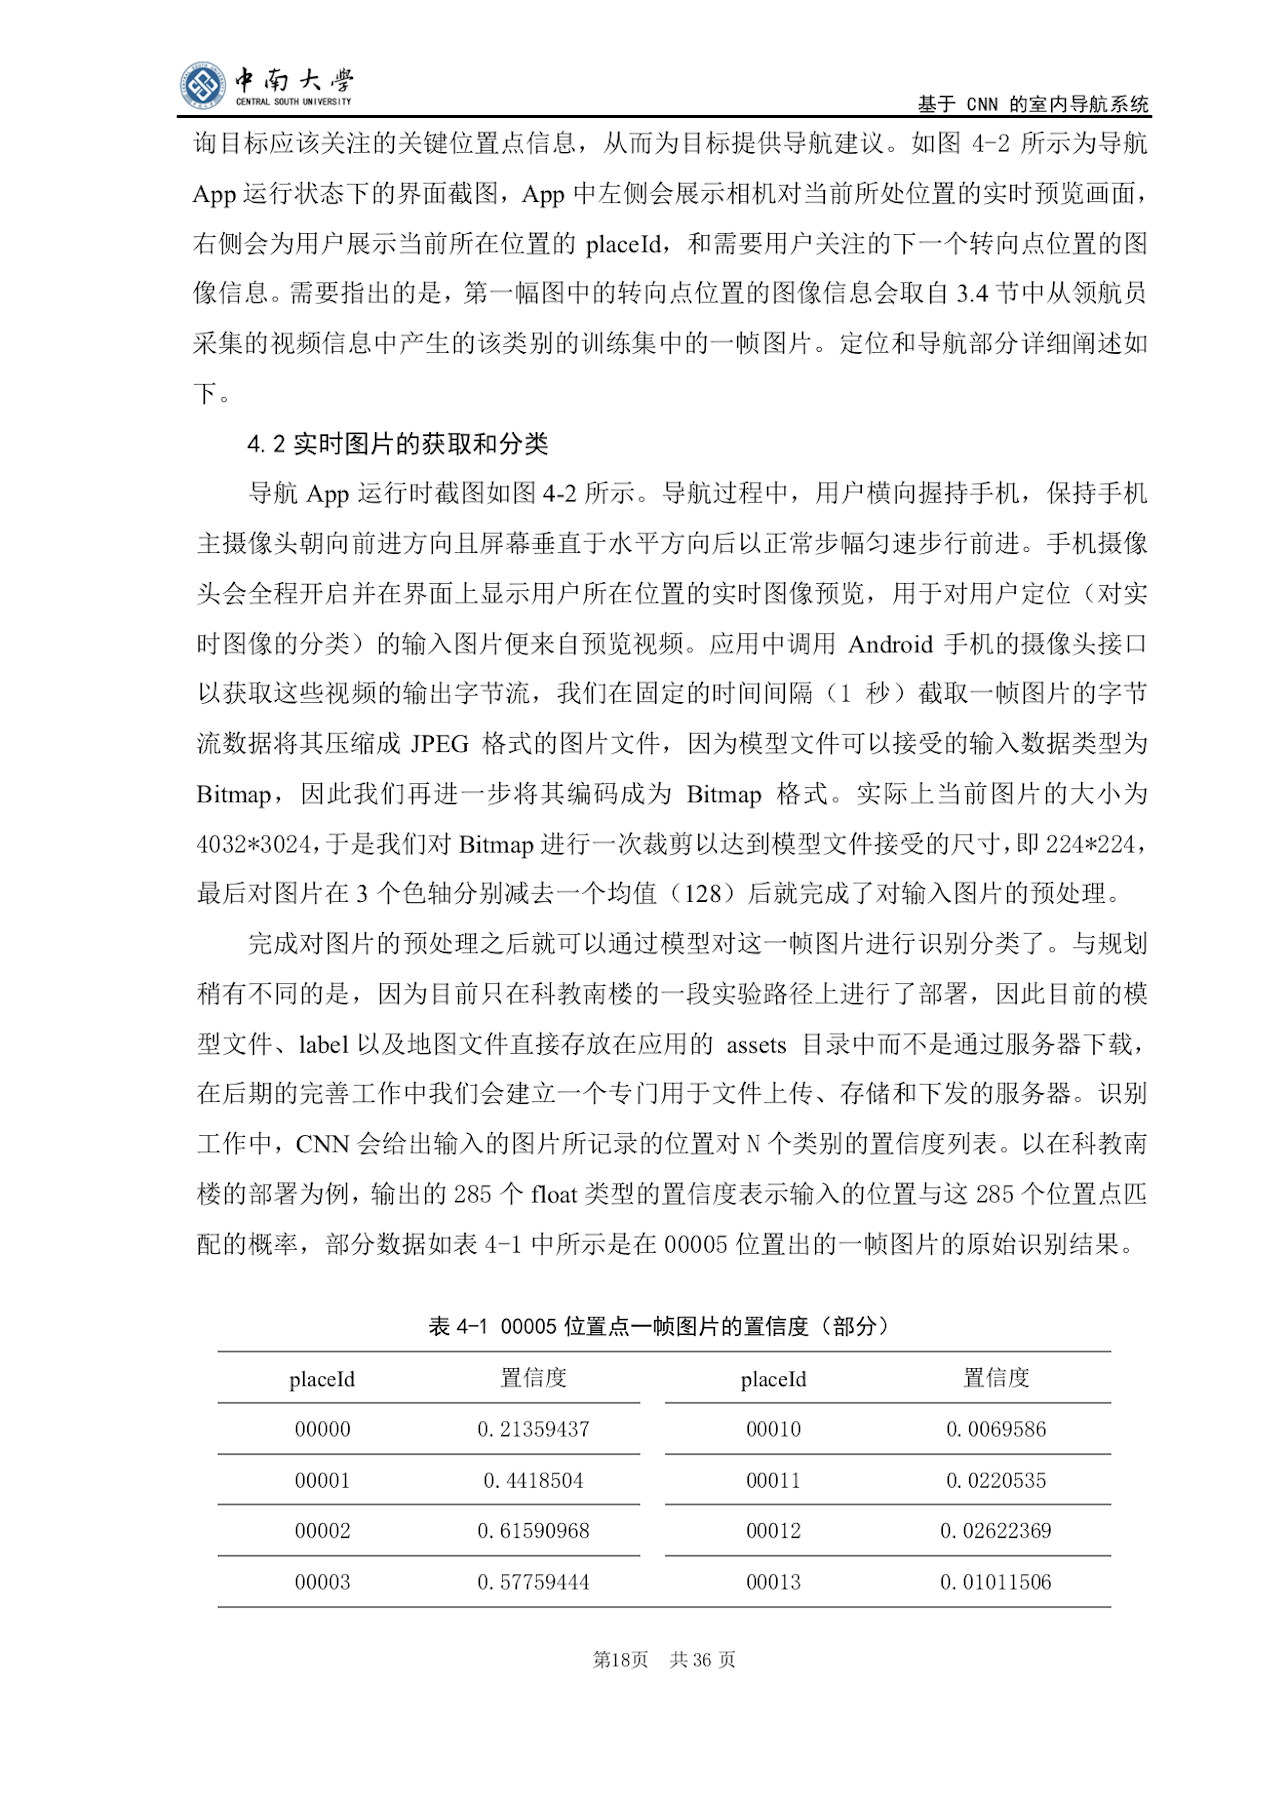 中南大学
CENTRAL SOUTH UNIVERSITY
基于 CNN 的室内导航系统
询目标应该关注的关键位置点信息，从而为目标提供导航建议。如图 4-2 所示为导航
App 运行状态下的界面截图，App 中左侧会展示相机对当前所处位置的实时预览画面，
右侧会为用户展示当前所在位置的 placeId，和需要用户关注的下一个转向点位置的图
像信息。需要指出的是，第一幅图中的转向点位置的图像信息会取自 3.4 节中从领航员
采集的视频信息中产生的该类别的训练集中的一帧图片。定位和导航部分详细阐述如
下。
4.2 实时图片的获取和分类
导航 App 运行时截图如图 4-2 所示。导航过程中，用户横向握持手机，保持手机
主摄像头朝向前进方向且屏幕垂直于水平方向后以正常步幅匀速步行前进。手机摄像
头会全程开启并在界面上显示用户所在位置的实时图像预览，用于对用户定位（对实
时图像的分类）的输入图片便来自预览视频。应用中调用 Android 手机的摄像头接口
以获取这些视频的输出字节流，我们在固定的时间间隔（1 秒）截取一帧图片的字节
流数据将其压缩成 JPEG 格式的图片文件，因为模型文件可以接受的输入数据类型为
Bitmap，因此我们再进一步将其编码成为 Bitmap 格式。实际上当前图片的大小为
4032*3024，于是我们对 Bitmap 进行一次裁剪以达到模型文件接受的尺寸，即 224*224，
最后对图片在 3 个色轴分别减去一个均值（128）后就完成了对输入图片的预处理。
完成对图片的预处理之后就可以通过模型对这一帧图片进行识别分类了。与规划
稍有不同的是，因为目前只在科教南楼的一段实验路径上进行了部署，因此目前的模
型文件、label 以及地图文件直接存放在应用的 assets 目录中而不是通过服务器下载，
在后期的完善工作中我们会建立一个专门用于文件上传、存储和下发的服务器。识别
工作中，CNN 会给出输入的图片所记录的位置对 N 个类别的置信度列表。以在科教南
楼的部署为例，输出的 285 个 float 类型的置信度表示输入的位置与这 285 个位置点匹
配的概率，部分数据如表 4-1 中所示是在 00005 位置出的一帧图片的原始识别结果。
表 4-1 00005 位置点一帧图片的置信度（部分）
placeId 置信度 placeId 置信度
00000 0.21359437 00010 0.0069586
00001 0.4418504 00011 0.0220535
00002 0.61590968 00012 0.02622369
00003 0.57759444 00013 0.01011506
第18页 共 36 页